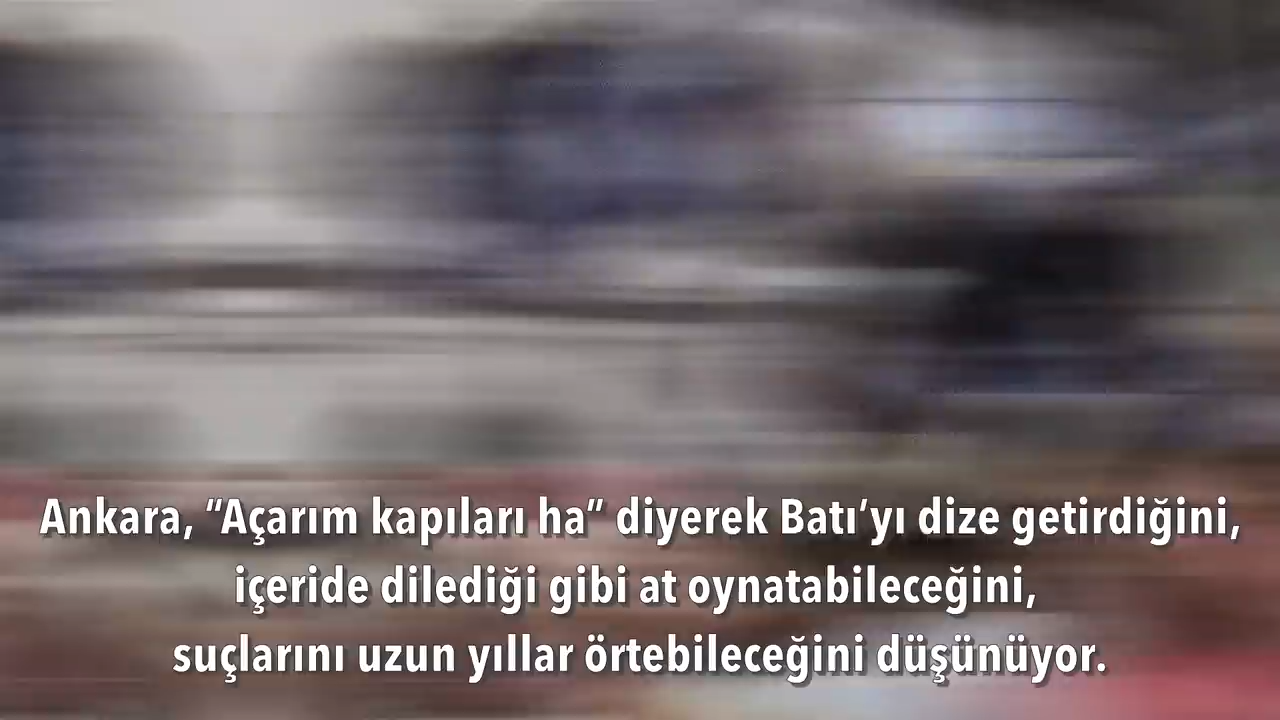 Ankara, “Açarım kapıları ha” diyerek Batı’yı dize getirdiğini,
içeride dilediği gibi at oynatabileceğini,
suçlarını uzun yıllar örtebileceğini düşünüyor.